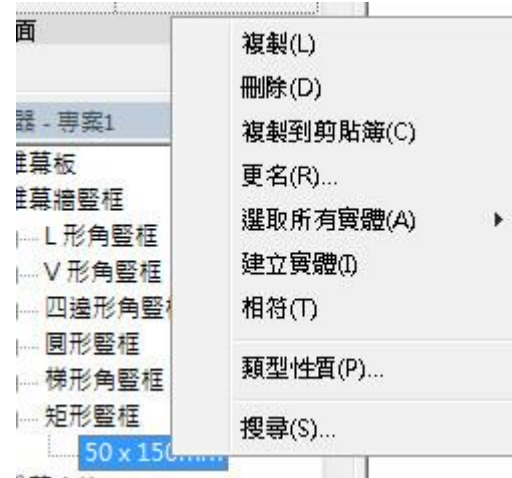 面
器 - 專案1
帷幕板
帷幕牆豎框
L 形角豎框
V 形角豎框
四邊形角豎
圓形豎框
梯形角豎框
矩形豎框
50 x 150mm
複製(L)
刪除(D)
複製到剪貼簿(C)
更名(R)...
選取所有實體(A)
建立實體(I)
相符(T)
類型性質(P)...
搜尋(S)...